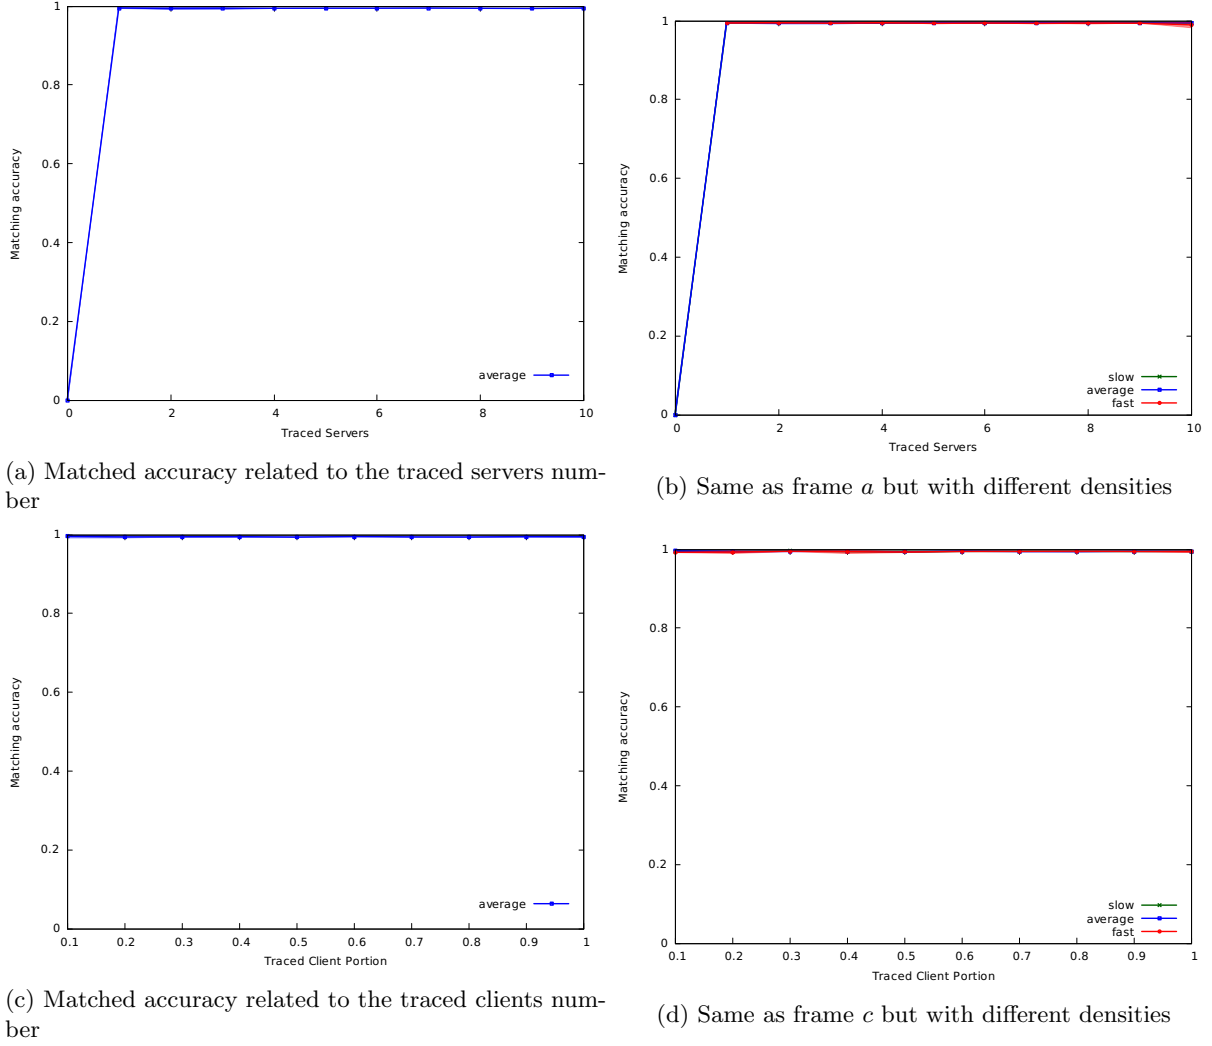 1
0.8
0.6
0.4
0.2
0
Matching accuracy
average
0 2 4 6 8 10
Traced Servers
(a) Matched accuracy related to the traced servers num-
ber
1
0.8
0.6
0.4
0.2
0
Matching accuracy
slow
average
fast
0 2 4 6 8 10
Traced Servers
(b) Same as frame a but with different densities
1
0.8
0.6
0.4
0.2
0
Matching accuracy
average
0.1 0.2 0.3 0.4 0.5 0.6 0.7 0.8 0.9 1
Traced Client Portion
(c) Matched accuracy related to the traced clients num-
ber
1
0.8
0.6
0.4
0.2
0
Matching accuracy
slow
average
fast
0.1 0.2 0.3 0.4 0.5 0.6 0.7 0.8 0.9 1
Traced Client Portion
(d) Same as frame c but with different densities